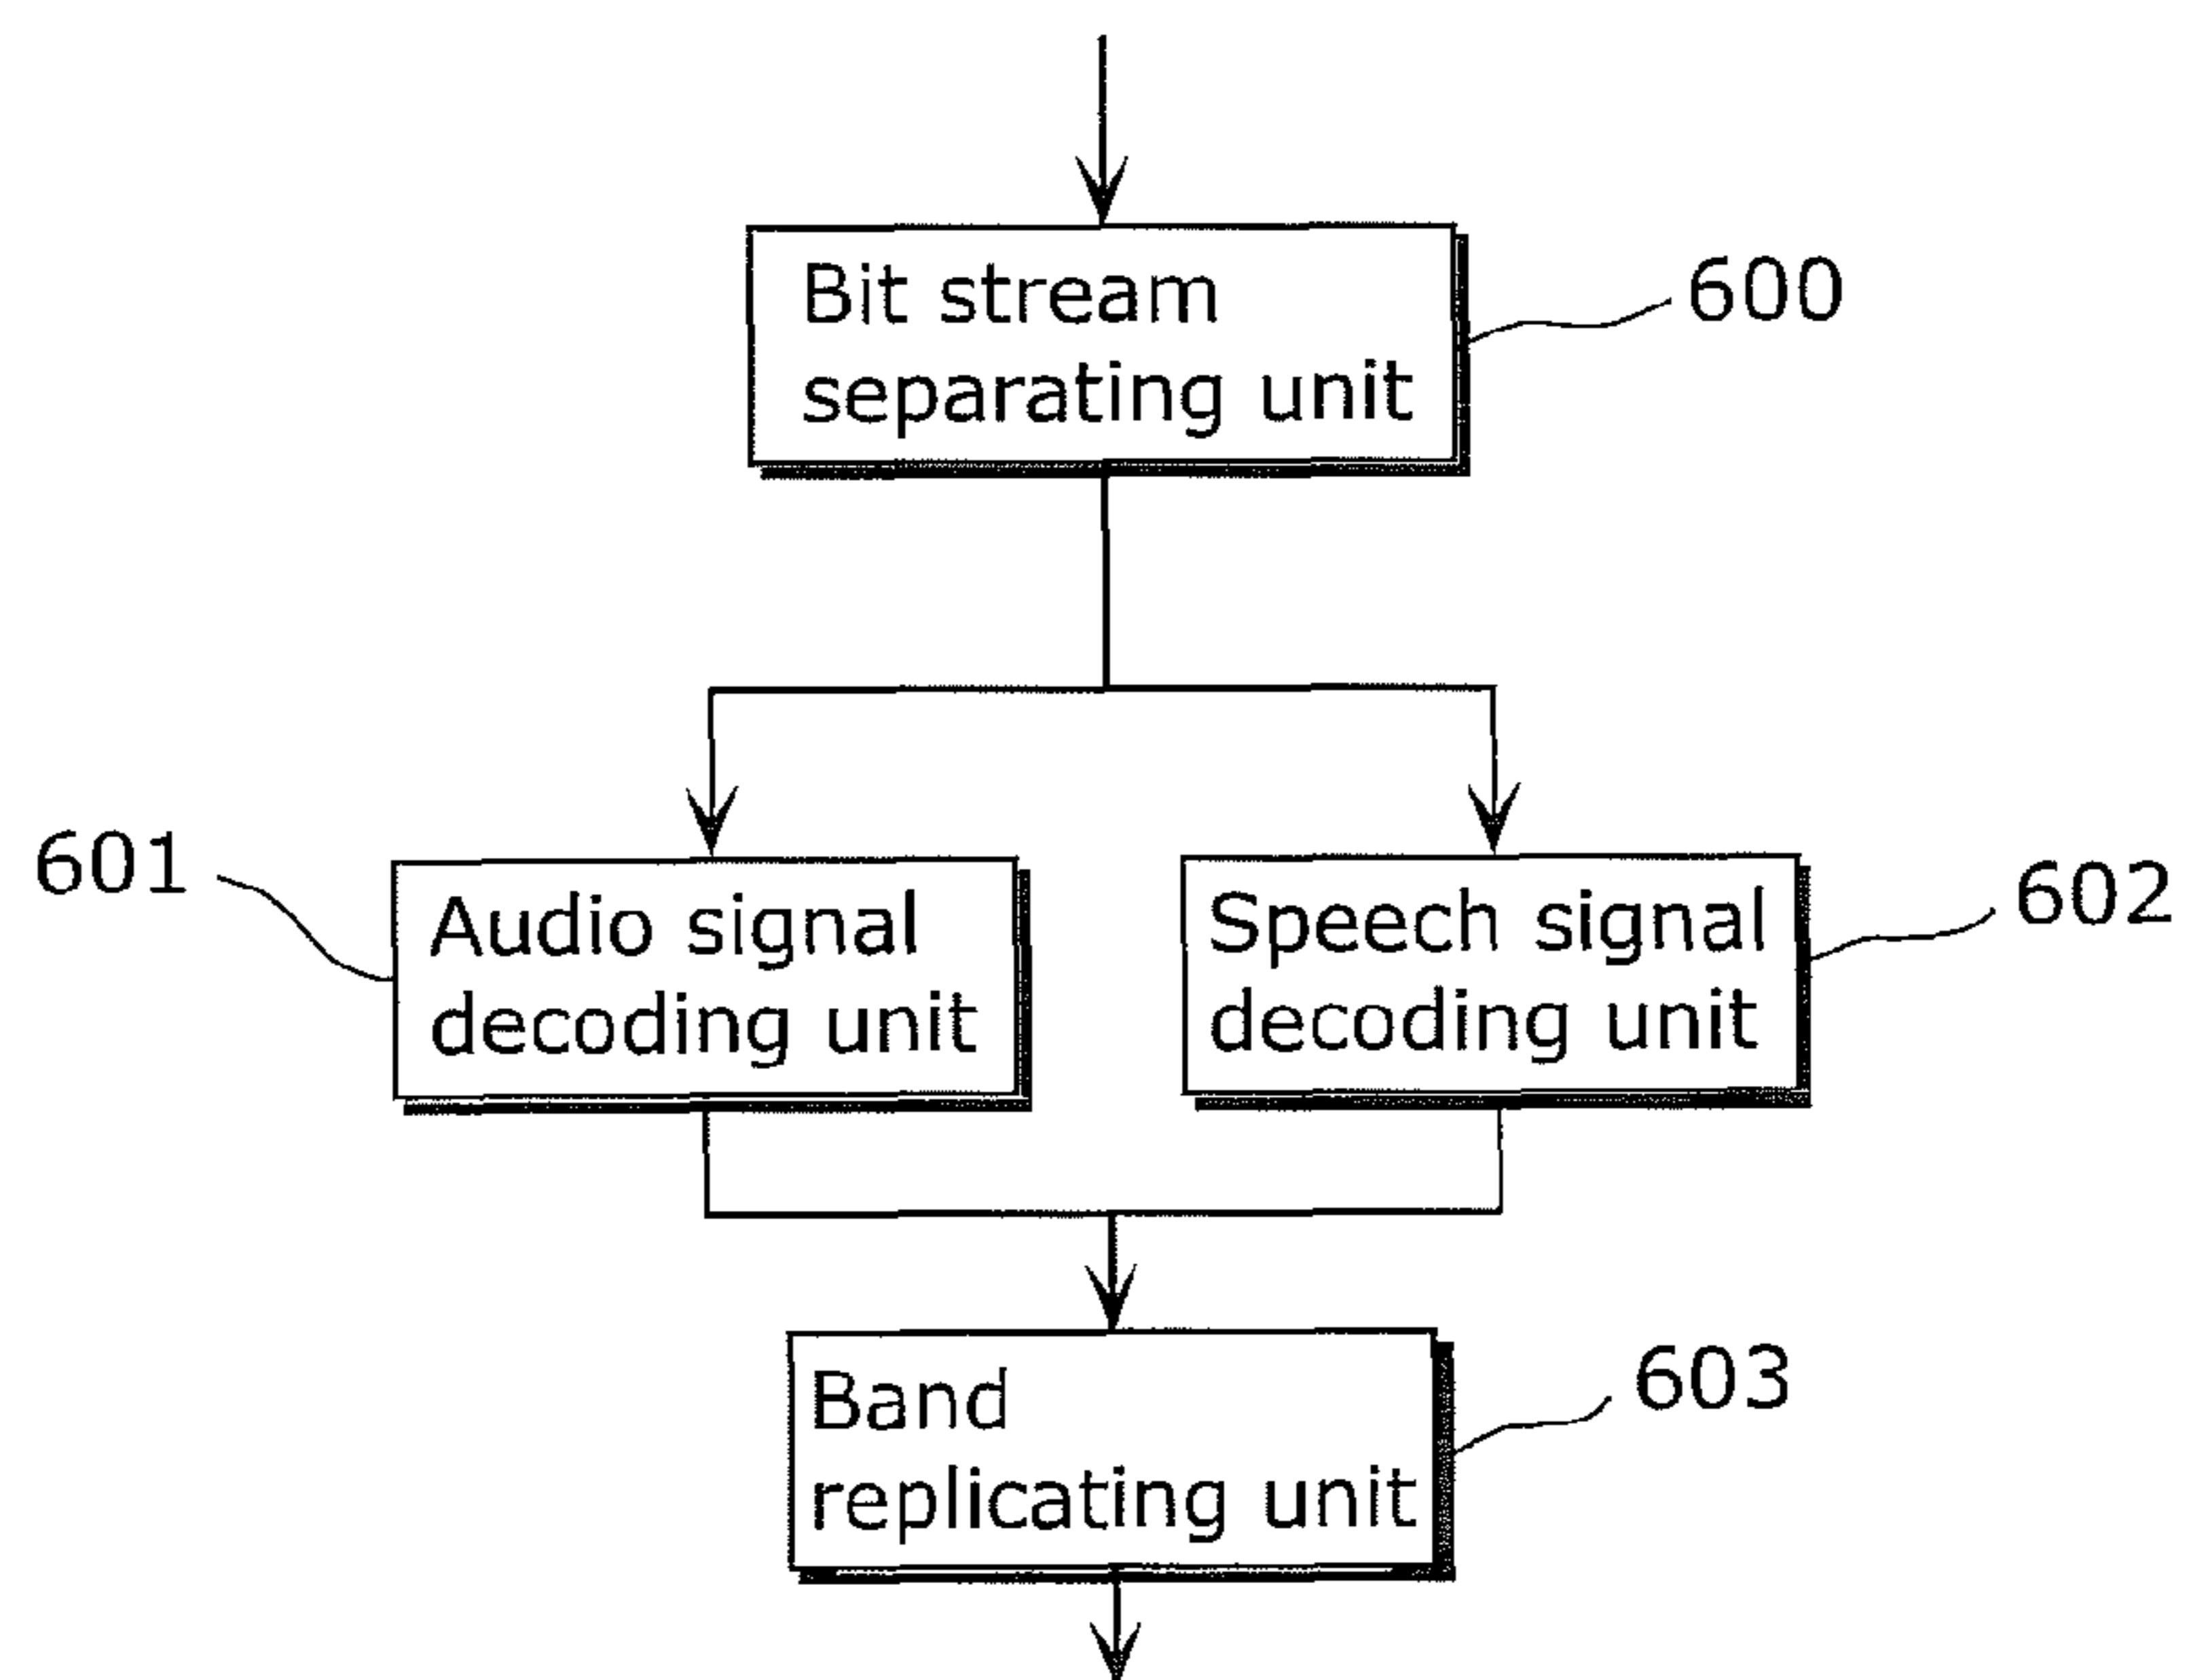 Bit stream
separating unit
600
601
Audio signal
decoding unit
Speech signal
decoding unit
602
Band
replicating unit
603